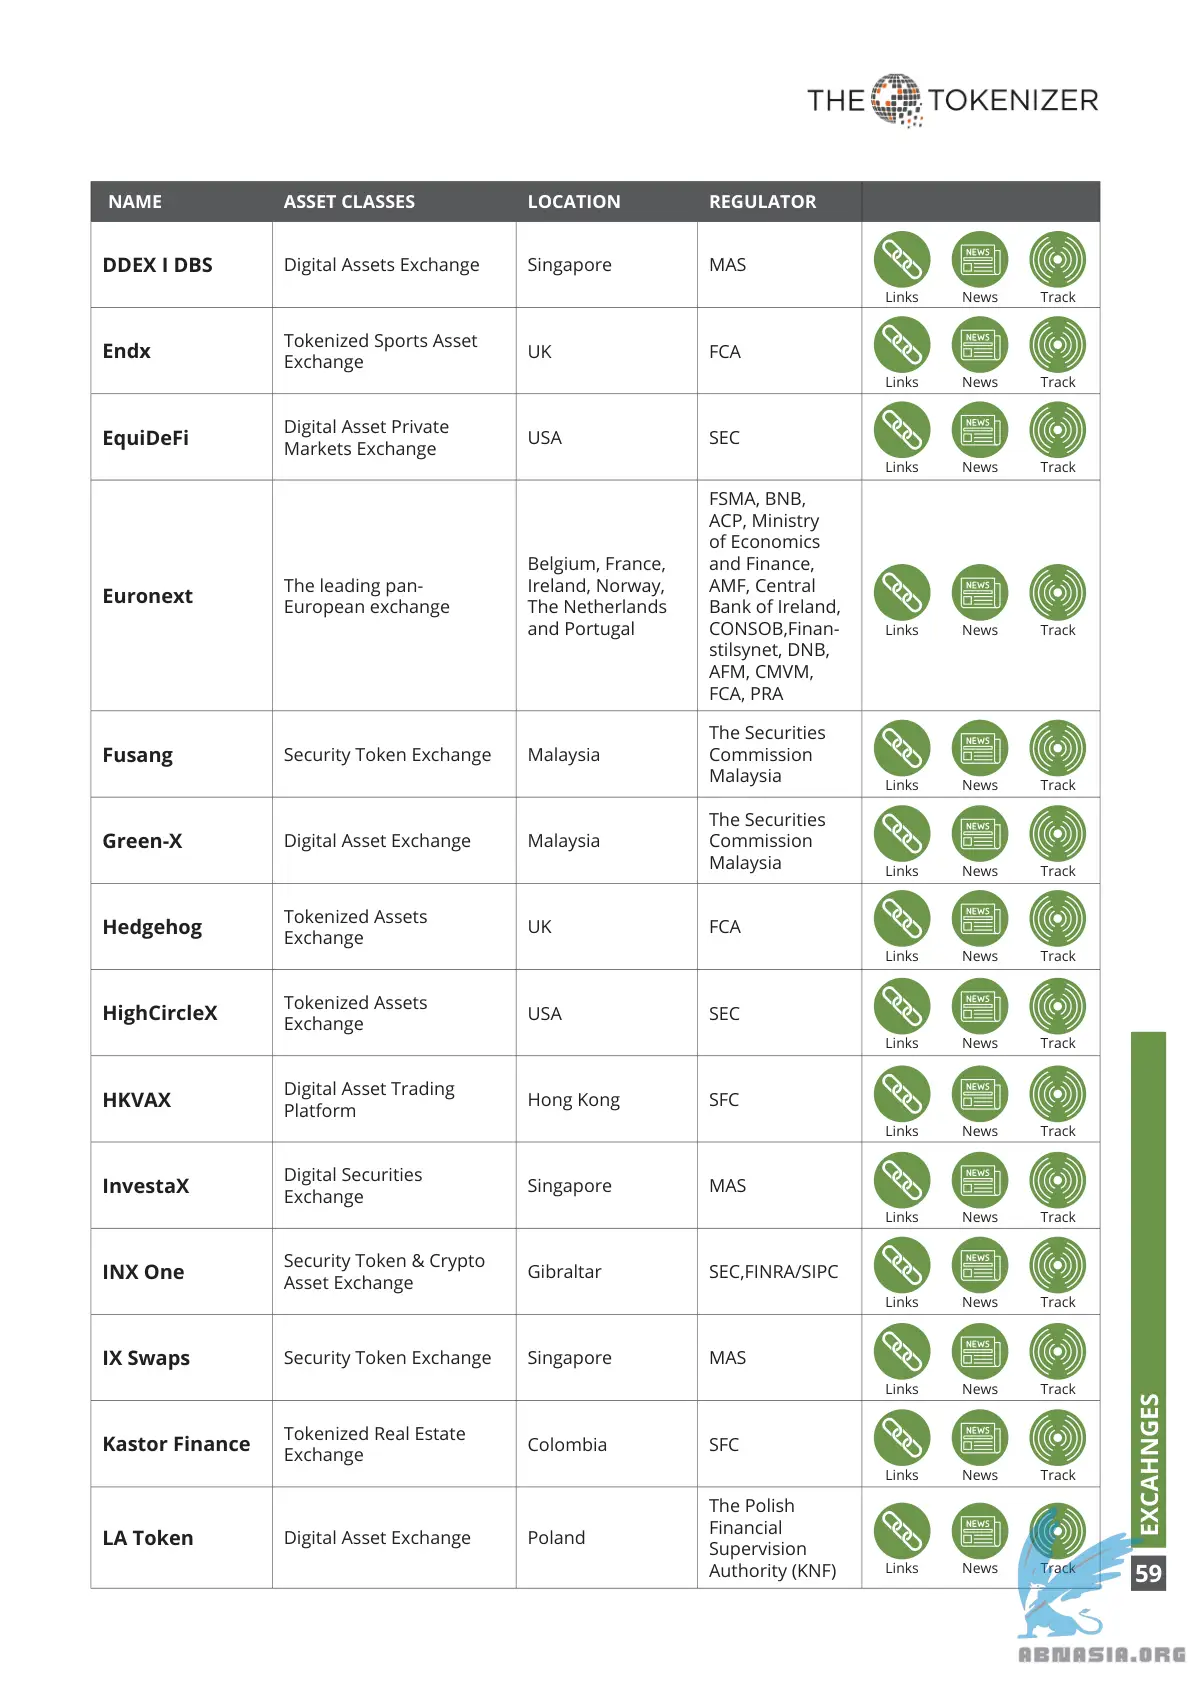 THE TOKENIZER
NAME ASSET CLASSES LOCATION REGULATOR
DDEX I DBS
Digital Assets Exchange
Singapore
MAS
NEWS
Links News Track
Endx
Tokenized Sports Asset
Exchange
UK
FCA
NEWS
Links News Track
EquiDeFi
Digital Asset Private
Markets Exchange
USA
SEC
NEWS
Links News Track
Euronext
The leading pan-
European exchange
Belgium, France,
Ireland, Norway,
The Netherlands
and Portugal
FSMA, BNB,
ACP, Ministry
of Economics
and Finance,
AMF, Central
Bank of Ireland,
CONSOB,Finan-
stilsynet, DNB,
AFM, CMVM,
FCA, PRA
NEWS
Links News Track
Fusang
Security Token Exchange
Malaysia
The Securities
Commission
Malaysia
NEWS
Links News Track
Green-X
Digital Asset Exchange
Malaysia
The Securities
Commission
Malaysia
NEWS
Links News Track
Hedgehog
Tokenized Assets
Exchange
UK
FCA
NEWS
Links News Track
HighCircleX
Tokenized Assets
Exchange
USA
SEC
NEWS
Links News Track
HKVAX
Digital Asset Trading
Platform
Hong Kong
SFC
NEWS
Links News Track
InvestaX
Digital Securities
Exchange
Singapore
MAS
NEWS
Links News Track
INX One
Security Token & Crypto
Asset Exchange
Gibraltar
SEC,FINRA/SIPC
NEWS
Links News Track
IX Swaps
Security Token Exchange
Singapore
MAS
NEWS
Links News Track
Kastor Finance
Tokenized Real Estate
Exchange
Colombia
SFC
NEWS
Links News Track
LA Token
Digital Asset Exchange
Poland
The Polish
Financial
Supervision
Authority (KNF)
NEWS
Links News Track
EXCAHNGES
59
ABNASIA.ORG